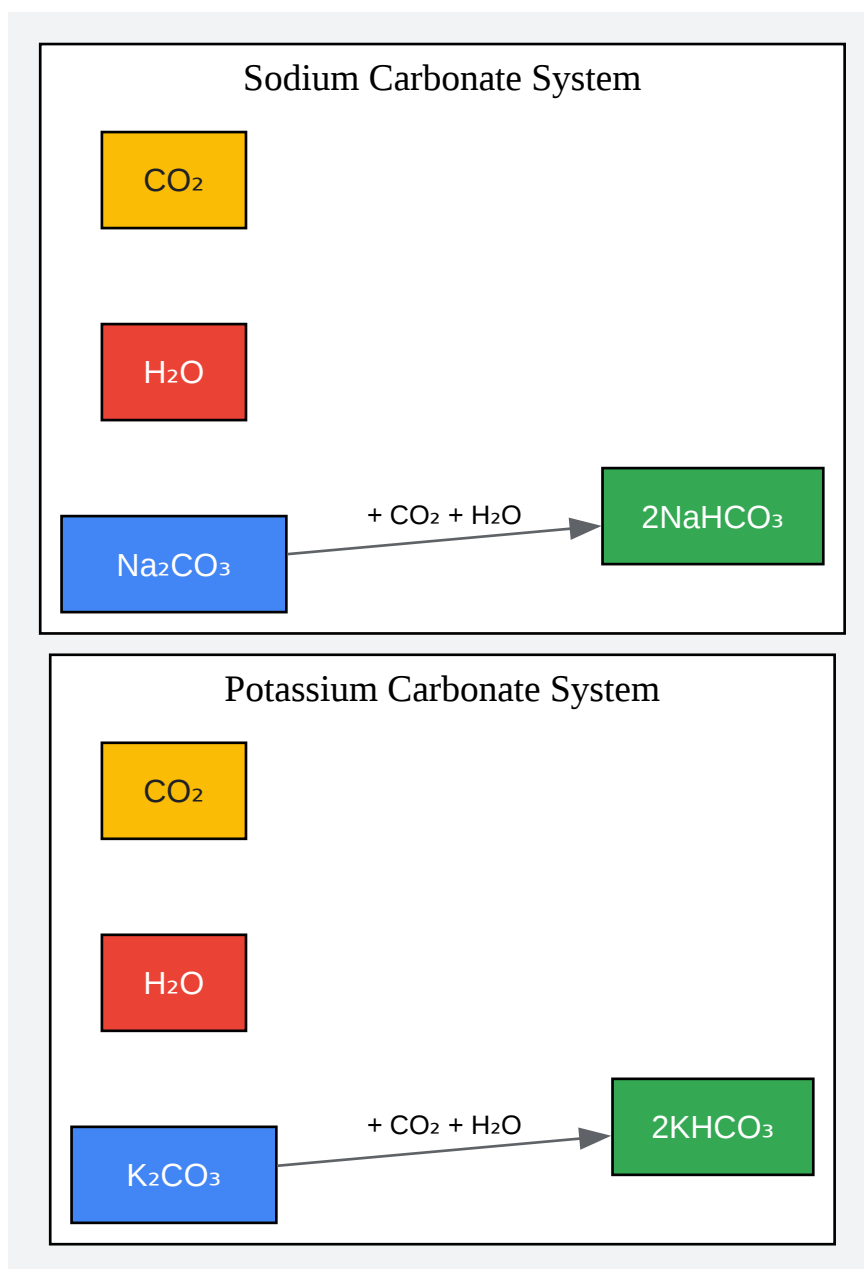 Sodium Carbonate System
CO₂
H₂O
+ CO₂ + H₂O
2NaHCO₃
Na₂CO₃
Potassium Carbonate System
CO₂
H₂O
+ CO₂ + H₂O
2KHCO₃
K₂CO₃